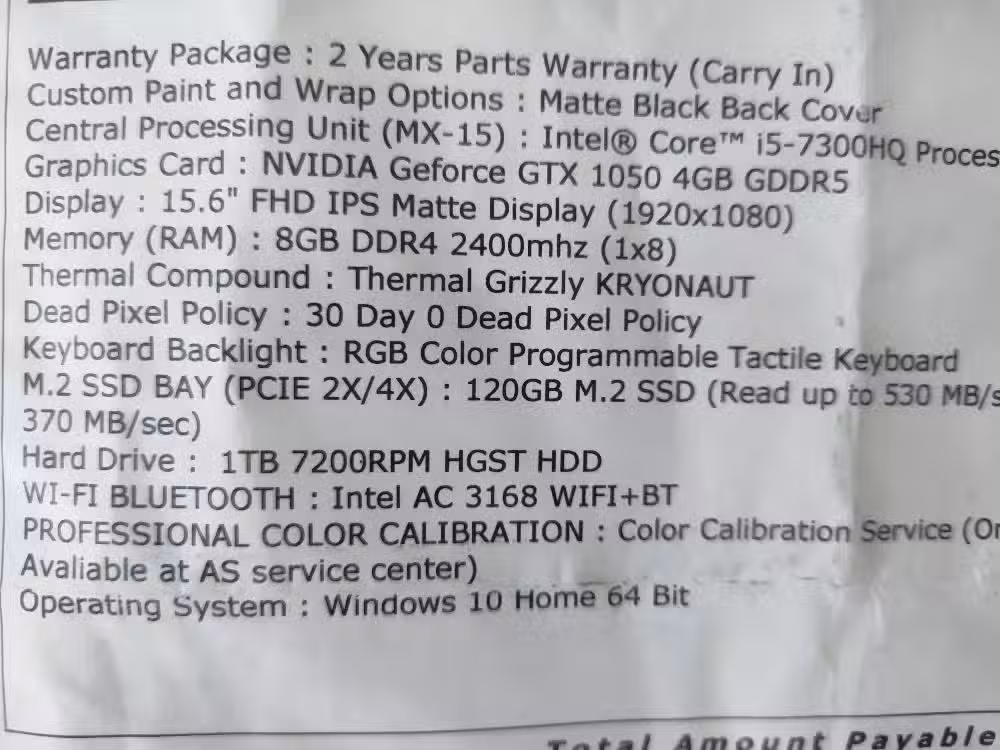 Warranty Package : 2 Years Parts Warranty (Carry In)
Custom Paint and Wrap Options : Matte Black Back Cover
Central Processing Unit (MX-15) : Intel® Core™ i5-7300HQ Proces
Graphics Card : NVIDIA Geforce GTX 1050 4GB GDDR5
Display : 15.6" FHD IPS Matte Display (1920x1080)
Memory (RAM) : 8GB DDR4 2400mhz (1x8)
Thermal Compound : Thermal Grizzly KRYONAUT
Dead Pixel Policy : 30 Day 0 Dead Pixel Policy
Keyboard Backlight : RGB Color Programmable Tactile Keyboard
M.2 SSD BAY (PCIE 2X/4X) : 120GB M.2 SSD (Read up to 530 MB/s
370 MB/sec)
Hard Drive : 1TB 7200RPM HGST HDD
WI-FI BLUETOOTH : Intel AC 3168 WIFI+BT
PROFESSIONAL COLOR CALIBRATION : Color Calibration Service (On
Avaliable at AS service center)
Operating System : Windows 10 Home 64 Bit
Total Amount Payable